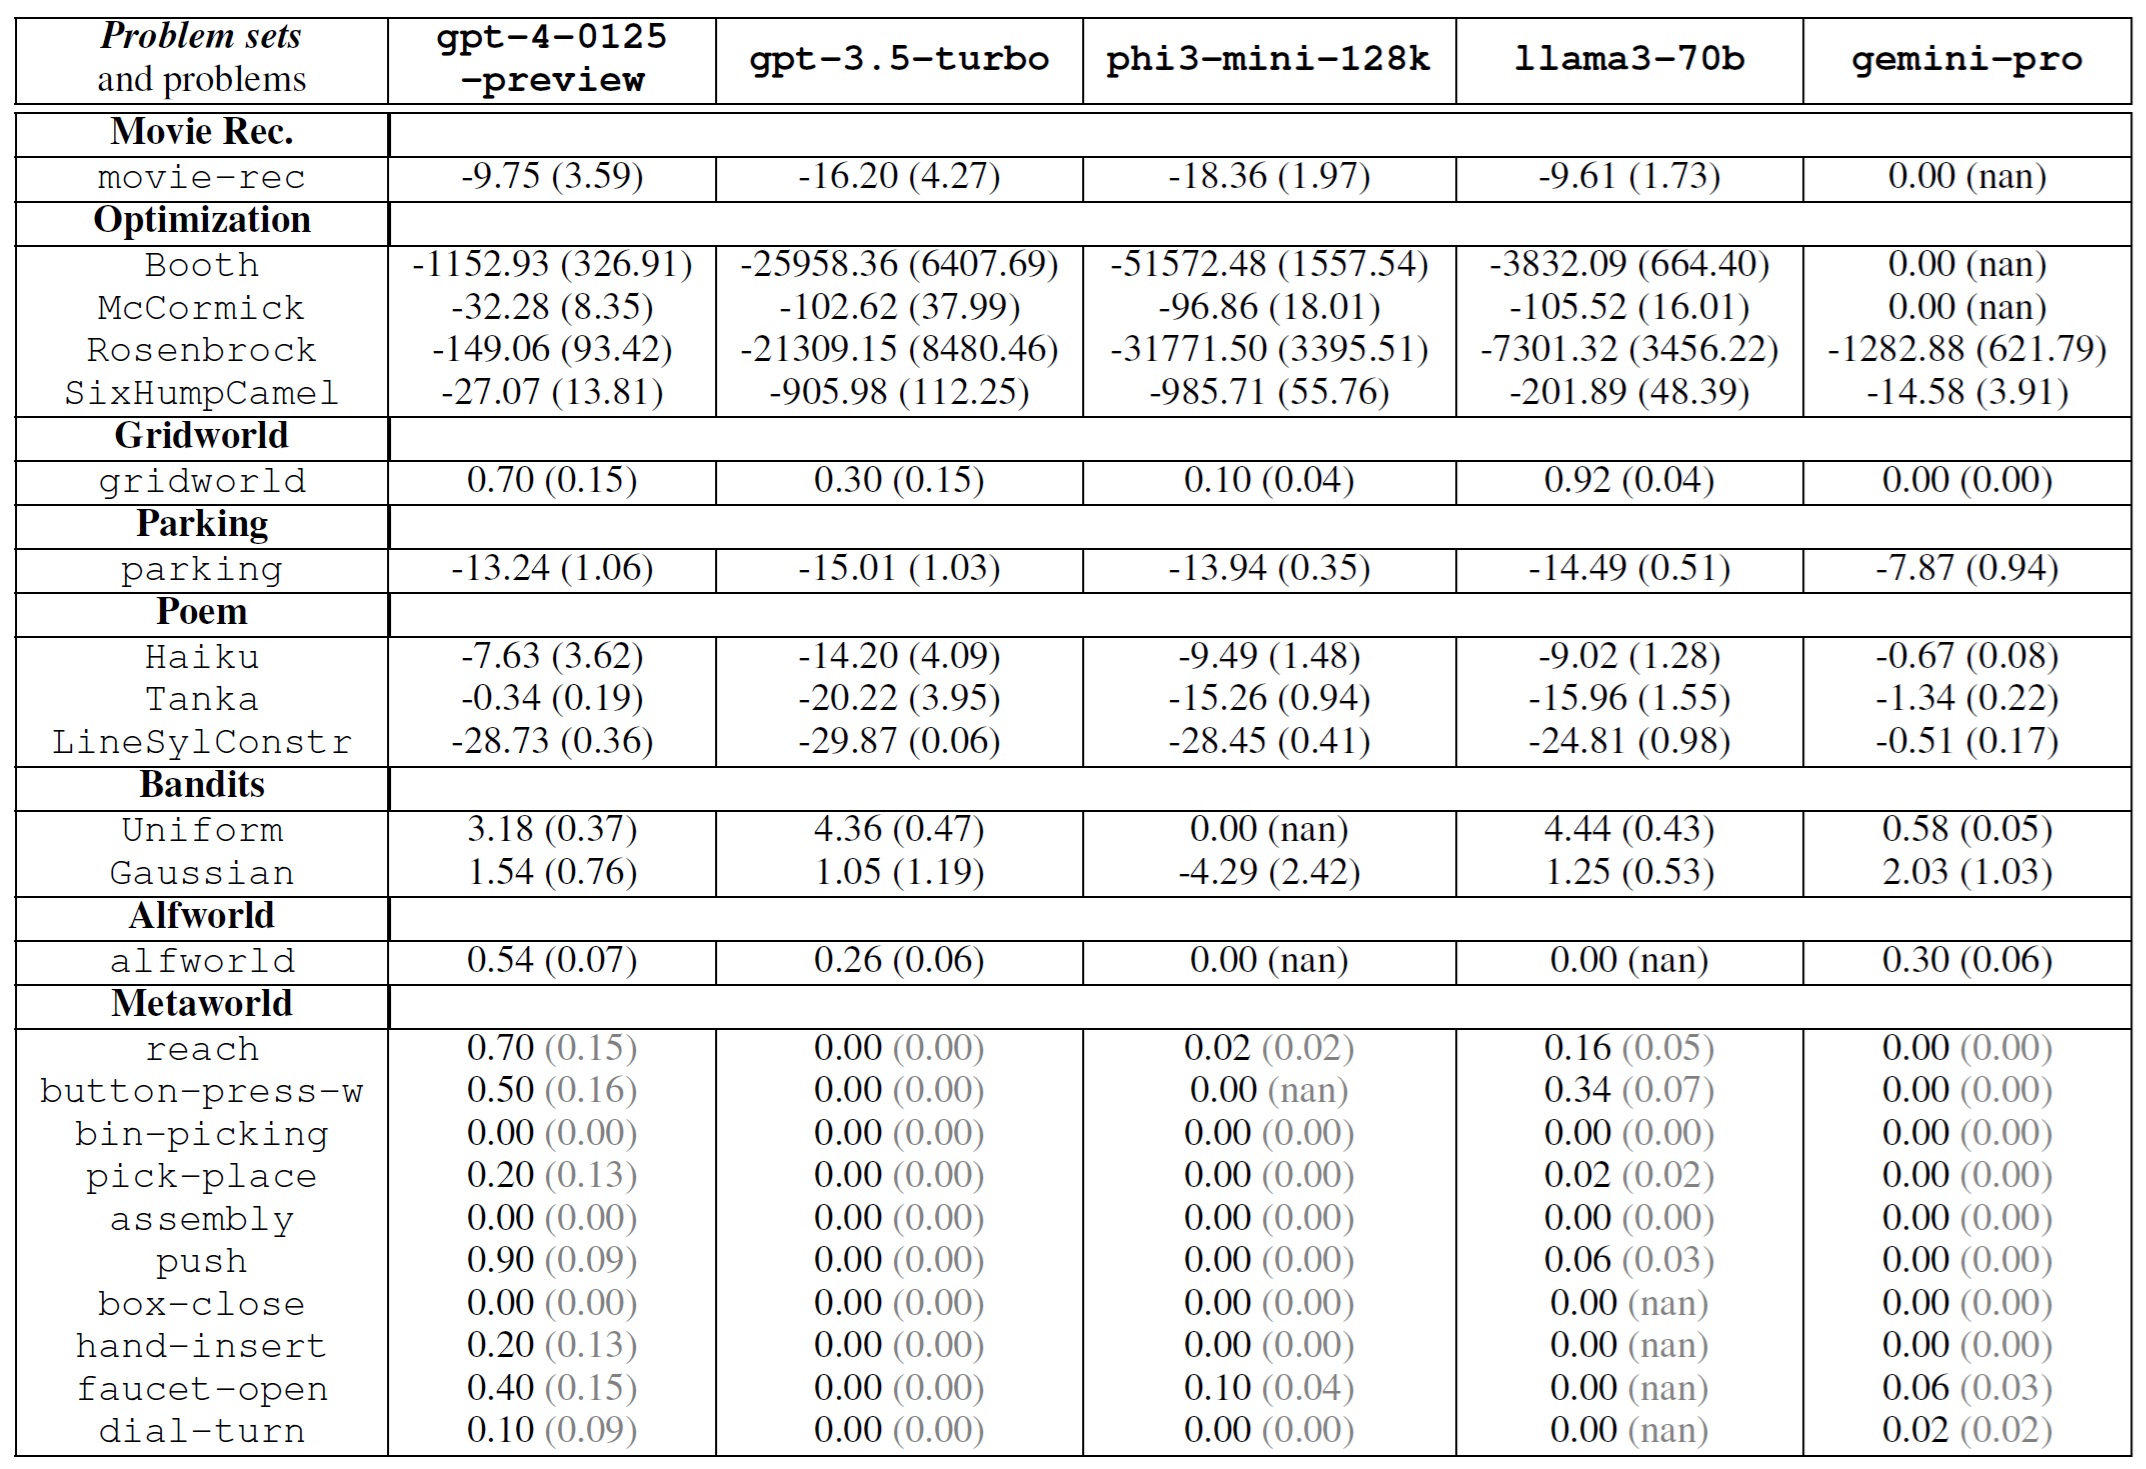 Problem sets and problems | gpt-4-0125-preview | gpt-3.5-turbo | phi3-mini-128k | llama3-70b | gemini-pro
Movie Rec.
movie-rec | -9.75 (3.59) | -16.20 (4.27) | -18.36 (1.97) | -9.61 (1.73) | 0.00 (nan)
Optimization
Booth | -1152.93 (326.91) | -25958.36 (6407.69) | -51572.48 (1557.54) | -3832.09 (664.40) | 0.00 (nan)
McCormick | -32.28 (8.35) | -102.62 (37.99) | -96.86 (18.01) | -105.52 (16.01) | 0.00 (nan)
Rosenbrock | -149.06 (93.42) | -21309.15 (8480.46) | -31771.50 (3395.51) | -7301.32 (3456.22) | -1282.88 (621.79)
SixHumpCamel | -27.07 (13.81) | -905.98 (112.25) | -985.71 (55.76) | -201.89 (48.39) | -14.58 (3.91)
Gridworld
gridworld | 0.70 (0.15) | 0.30 (0.15) | 0.10 (0.04) | 0.92 (0.04) | 0.00 (0.00)
Parking
parking | -13.24 (1.06) | -15.01 (1.03) | -13.94 (0.35) | -14.49 (0.51) | -7.87 (0.94)
Poem
Haiku | -7.63 (3.62) | -14.20 (4.09) | -9.49 (1.48) | -9.02 (1.28) | -0.67 (0.08)
Tanka | -0.34 (0.19) | -20.22 (3.95) | -15.26 (0.94) | -15.96 (1.55) | -1.34 (0.22)
LineSylConstr | -28.73 (0.36) | -29.87 (0.06) | -28.45 (0.41) | -24.81 (0.98) | -0.51 (0.17)
Bandits
Uniform | 3.18 (0.37) | 4.36 (0.47) | 0.00 (nan) | 4.44 (0.43) | 0.58 (0.05)
Gaussian | 1.54 (0.76) | 1.05 (1.19) | -4.29 (2.42) | 1.25 (0.53) | 2.03 (1.03)
Alfworld
alfworld | 0.54 (0.07) | 0.26 (0.06) | 0.00 (nan) | 0.00 (nan) | 0.30 (0.06)
Metaworld
reach | 0.70 (0.15) | 0.00 (0.00) | 0.02 (0.02) | 0.16 (0.05) | 0.00 (0.00)
button-press-w | 0.50 (0.16) | 0.00 (0.00) | 0.00 (nan) | 0.34 (0.07) | 0.00 (0.00)
bin-picking | 0.00 (0.00) | 0.00 (0.00) | 0.00 (0.00) | 0.00 (0.00) | 0.00 (0.00)
pick-place | 0.20 (0.13) | 0.00 (0.00) | 0.00 (0.00) | 0.02 (0.02) | 0.00 (0.00)
assembly | 0.00 (0.00) | 0.00 (0.00) | 0.00 (0.00) | 0.00 (0.00) | 0.00 (0.00)
push | 0.90 (0.09) | 0.00 (0.00) | 0.00 (0.00) | 0.06 (0.03) | 0.00 (0.00)
box-close | 0.00 (0.00) | 0.00 (0.00) | 0.00 (0.00) | 0.00 (nan) | 0.00 (0.00)
hand-insert | 0.20 (0.13) | 0.00 (0.00) | 0.00 (0.00) | 0.00 (nan) | 0.00 (0.00)
faucet-open | 0.40 (0.15) | 0.00 (0.00) | 0.10 (0.04) | 0.00 (nan) | 0.06 (0.03)
dial-turn | 0.10 (0.09) | 0.00 (0.00) | 0.00 (0.00) | 0.00 (nan) | 0.02 (0.02)